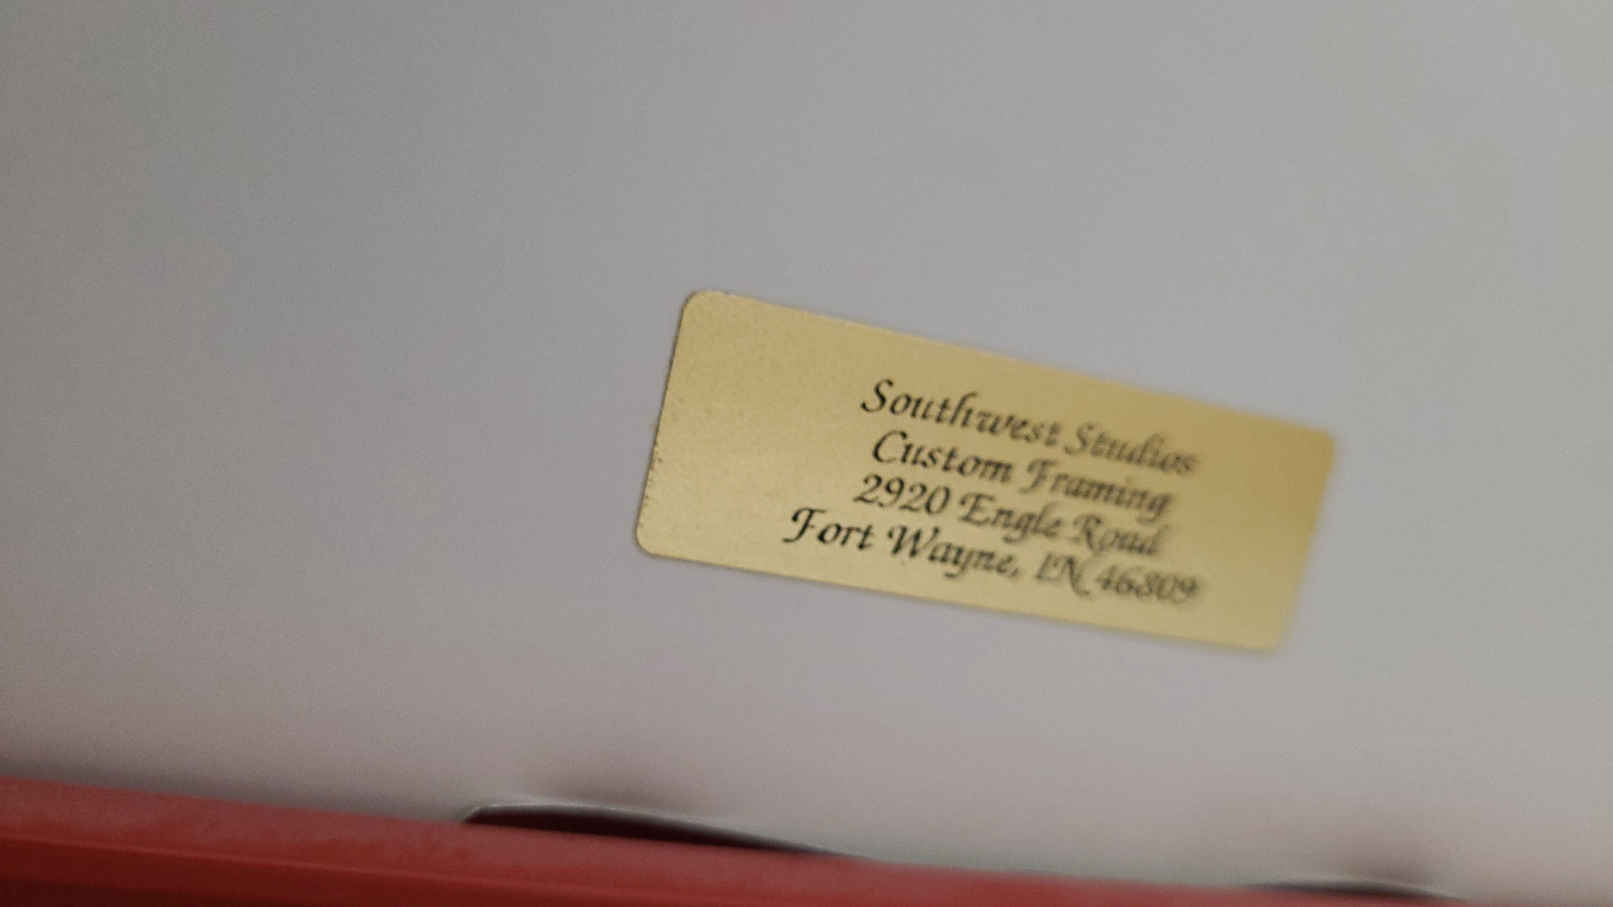 Southwest Studios
Custom Framing
2920 Engle Road
Fort Wayne, IN 46809